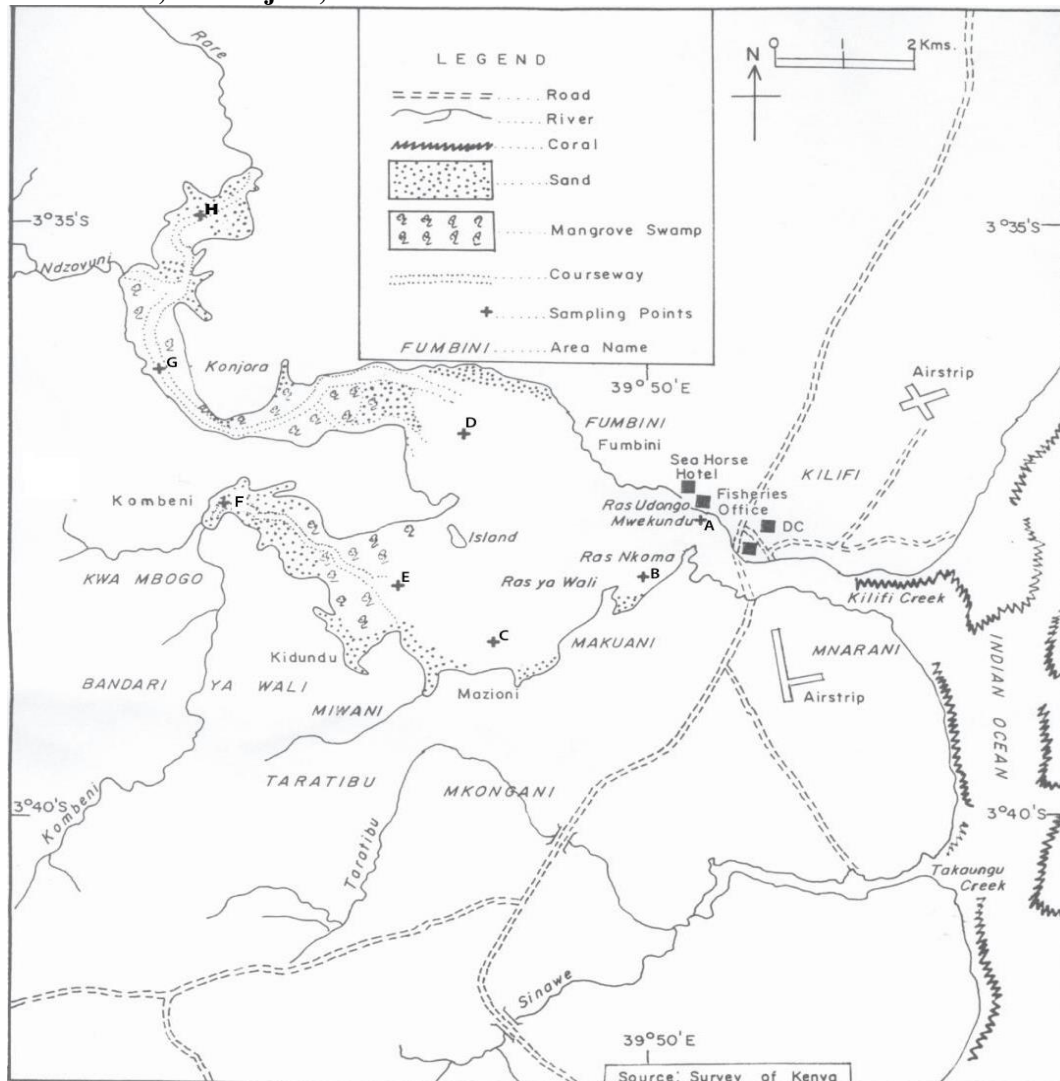 Rare
LEGEND
Road
River
Coral
Sand
Mangrove Swamp
Courseway
Sampling Points
FUMBINI Area Name
0 1 2 Kms.
N
3°35'S
3°35'S
H
Ndzovuni
G
Konjora
39°50'E
Airstrip
D
FUMBINI
Fumbini
Sea Horse
Hotel
KILIFI
Fisheries
Office
Kombeni
F
Ras Udongo
Mwekundu
A
DC
Island
Ras Nkoma
KWA MBOGO
E
Ras ya Wali
B
Kilifi Creek
C
MAKUANI
MNARANI
INDIAN OCEAN
Kidundu
BANDARI YA WALI
Mazioni
Airstrip
MIWANI
TARATIBU
MKONGANI
3°40'S
3°40'S
Kombeni
Taratibu
Takaungu
Creek
Sinawe
39°50'E
Source: Survey of Kenya